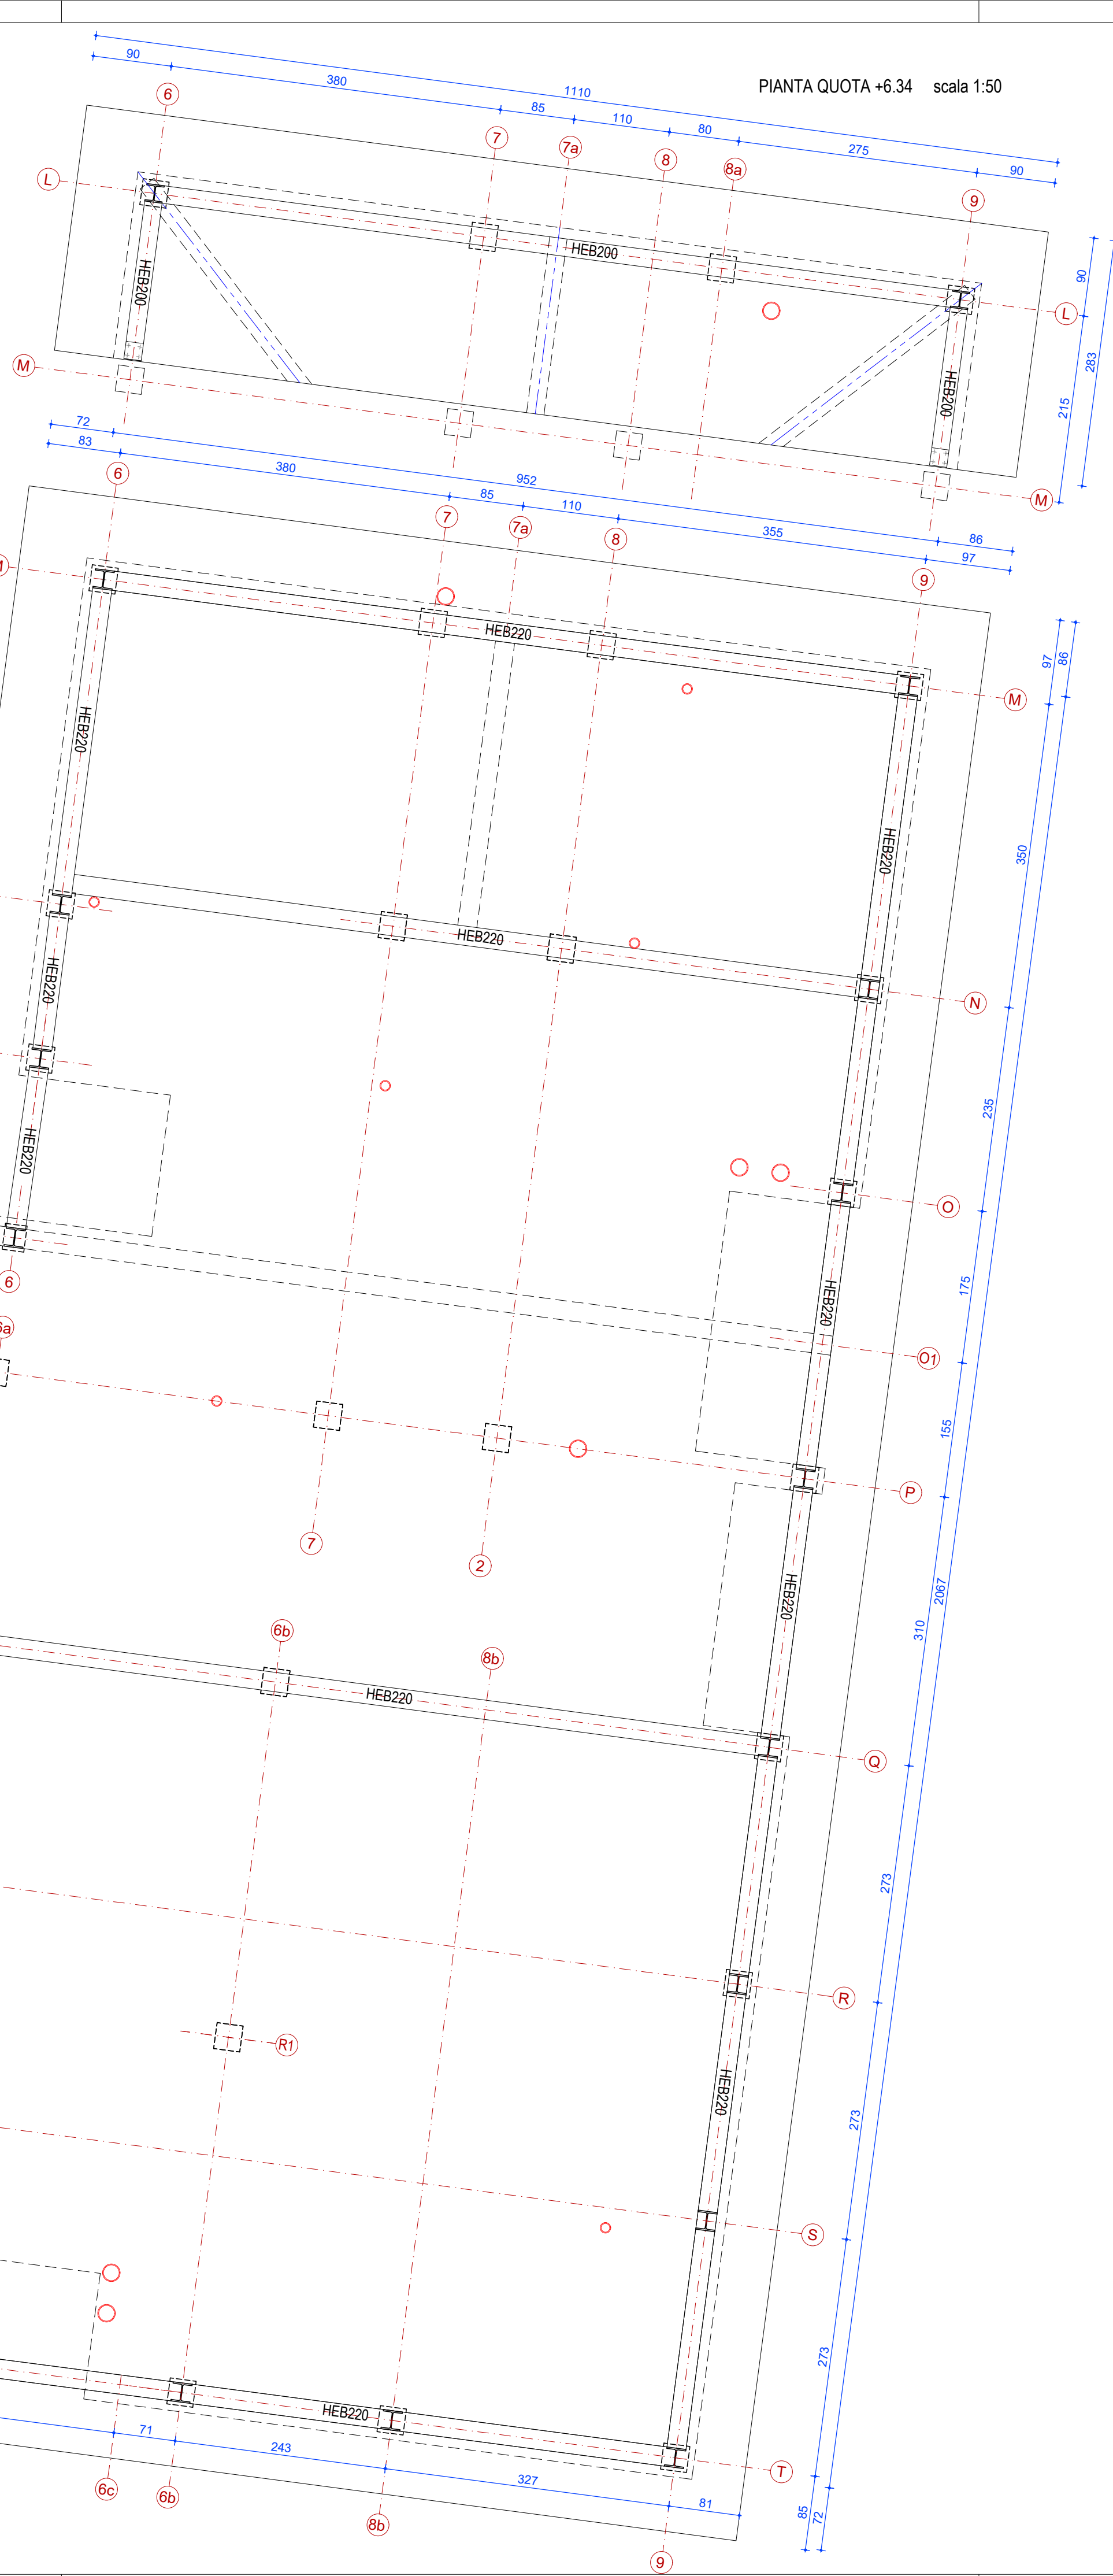 PIANTA QUOTA +6.34 scala 1:50
1110
90
380
85
110
80
275
90
6
7
7a
8
8a
9
L
HEB200
HEB200
HEB200
L
90
283
215
M
M
72
952
86
83
380
85
110
355
97
6
7
7a
8
9
HEB220
M
97
86
HEB220
HEB220
350
HEB220
N
HEB220
235
HEB220
O
175
HEB220
6
O1
6a
155
P
7
2
HEB220
2067
310
6b
8b
HEB220
Q
273
R
R1
HEB220
273
S
273
HEB220
T
71
243
327
81
85
72
6c
6b
8b
9